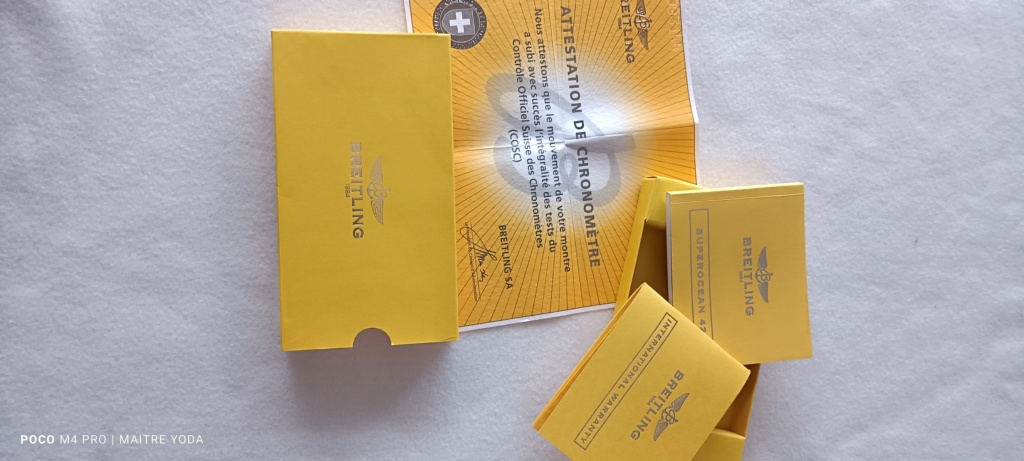 BREITLING
1884
BREITLING
ATTESTATION DE CHRONOMÈTRE
Nous attestons que le mouvement de votre montre
a subi avec succès l'intégralité des tests du
Contrôle Officiel Suisse des Chronomètres
(COSC)
BREITLING SA
BREITLING
1884
SUPEROCEAN 42
BREITLING
1884
INTERNATIONAL WARRANTY
POCO M4 PRO | MAITRE YODA